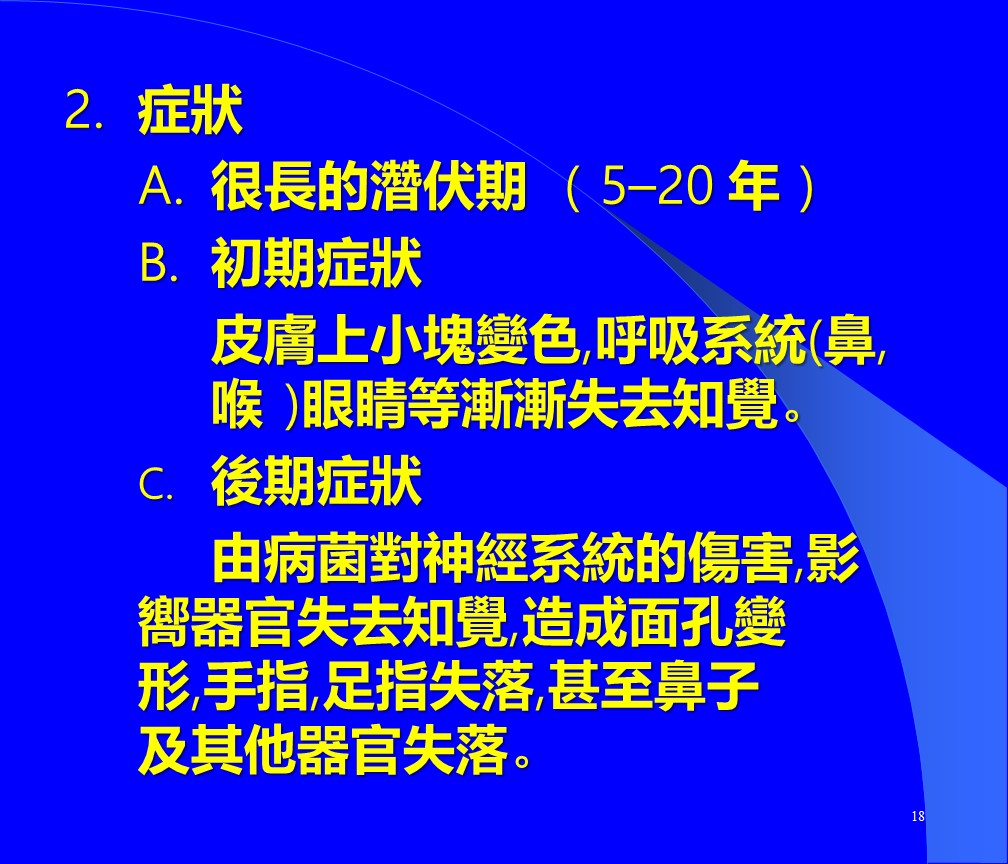 2. 症狀
A. 很長的潛伏期 （ 5–20 年 ）
B. 初期症狀
皮膚上小塊變色,呼吸系統(鼻,
喉 )眼睛等漸漸失去知覺。
C. 後期症狀
由病菌對神經系統的傷害,影
嚮器官失去知覺,造成面孔變
形,手指,足指失落,甚至鼻子
及其他器官失落。
18